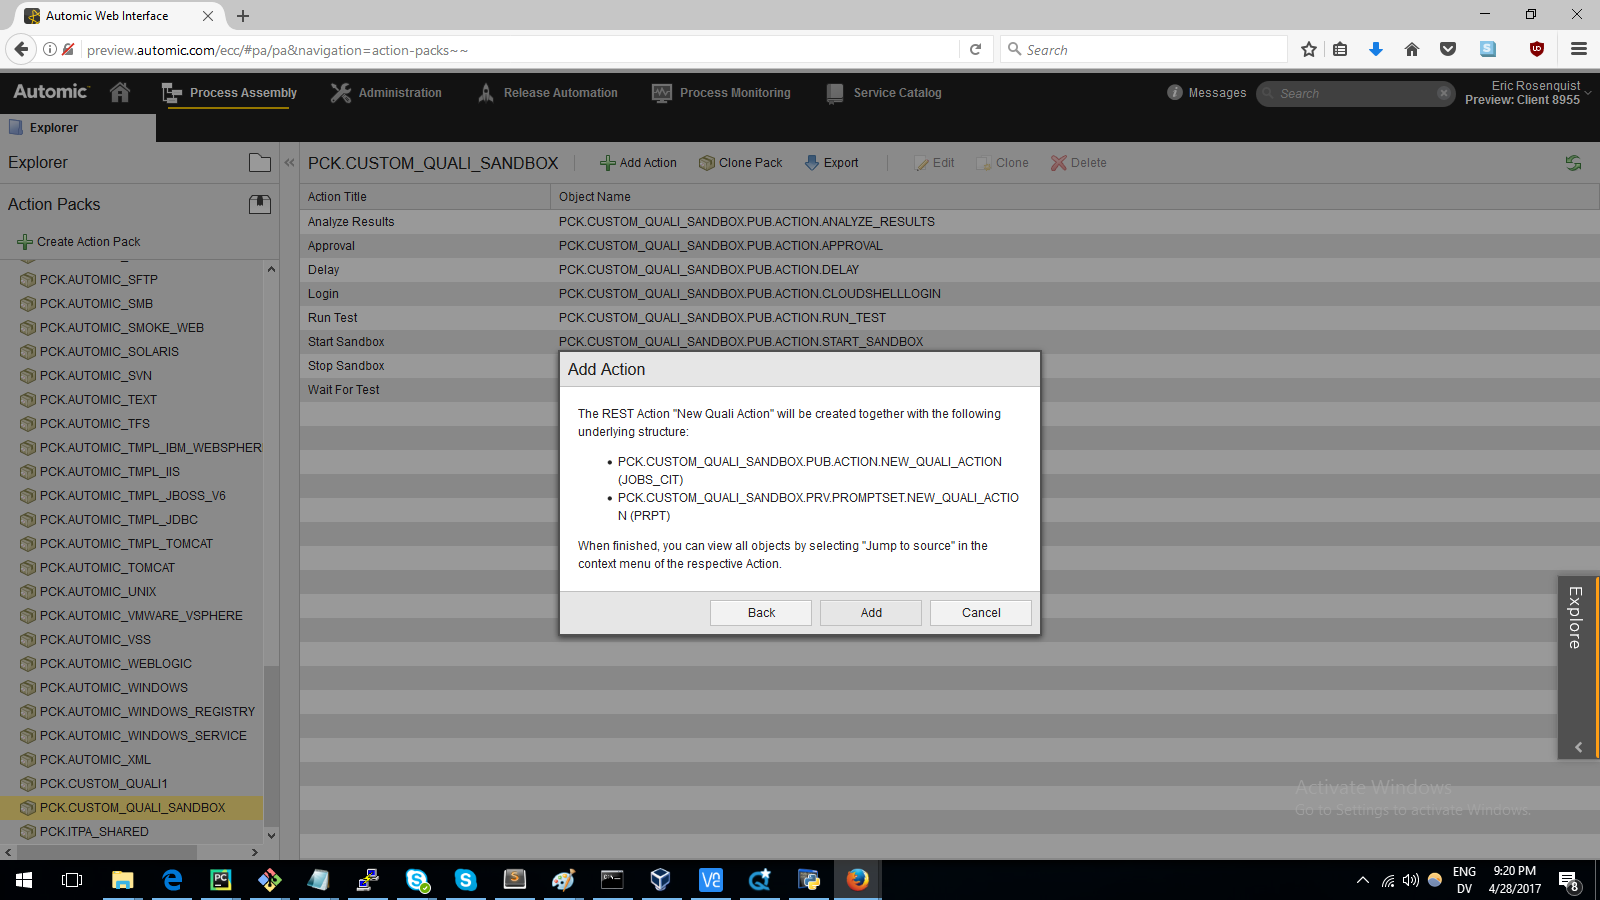 Automic Web Interface
preview.automic.com/ecc/#pa/pa&navigation=action-packs~~
Search
Automic
Process Assembly
Administration
Release Automation
Process Monitoring
Service Catalog
Messages
Search
Eric Rosenquist
Preview: Client 8955
Explorer
Explorer
PCK.CUSTOM_QUALI_SANDBOX
Add Action
Clone Pack
Export
Edit
Clone
Delete
Action Packs
Create Action Pack
PCK.AUTOMIC_SFTP
PCK.AUTOMIC_SMB
PCK.AUTOMIC_SMOKE_WEB
PCK.AUTOMIC_SOLARIS
PCK.AUTOMIC_SVN
PCK.AUTOMIC_TEXT
PCK.AUTOMIC_TFS
PCK.AUTOMIC_TMPL_IBM_WEBSPHER
PCK.AUTOMIC_TMPL_IIS
PCK.AUTOMIC_TMPL_JBOSS_V6
PCK.AUTOMIC_TMPL_JDBC
PCK.AUTOMIC_TMPL_TOMCAT
PCK.AUTOMIC_TOMCAT
PCK.AUTOMIC_UNIX
PCK.AUTOMIC_VMWARE_VSPHERE
PCK.AUTOMIC_VSS
PCK.AUTOMIC_WEBLOGIC
PCK.AUTOMIC_WINDOWS
PCK.AUTOMIC_WINDOWS_REGISTRY
PCK.AUTOMIC_WINDOWS_SERVICE
PCK.AUTOMIC_XML
PCK.CUSTOM_QUALI1
PCK.CUSTOM_QUALI_SANDBOX
PCK.ITPA_SHARED
Action Title
Object Name
Analyze Results
PCK.CUSTOM_QUALI_SANDBOX.PUB.ACTION.ANALYZE_RESULTS
Approval
PCK.CUSTOM_QUALI_SANDBOX.PUB.ACTION.APPROVAL
Delay
PCK.CUSTOM_QUALI_SANDBOX.PUB.ACTION.DELAY
Login
PCK.CUSTOM_QUALI_SANDBOX.PUB.ACTION.CLOUDSHELLLOGIN
Run Test
PCK.CUSTOM_QUALI_SANDBOX.PUB.ACTION.RUN_TEST
Start Sandbox
PCK.CUSTOM_QUALI_SANDBOX.PUB.ACTION.START_SANDBOX
Stop Sandbox
Wait For Test
Add Action
The REST Action "New Quali Action" will be created together with the following
underlying structure:
• PCK.CUSTOM_QUALI_SANDBOX.PUB.ACTION.NEW_QUALI_ACTION
(JOBS_CIT)
• PCK.CUSTOM_QUALI_SANDBOX.PRV.PROMPTSET.NEW_QUALI_ACTIO
N (PRPT)
When finished, you can view all objects by selecting "Jump to source" in the
context menu of the respective Action.
Back
Add
Cancel
Explore
Activate Windows
Go to Settings to activate Windows.
ENG
DV
9:20 PM
4/28/2017
8